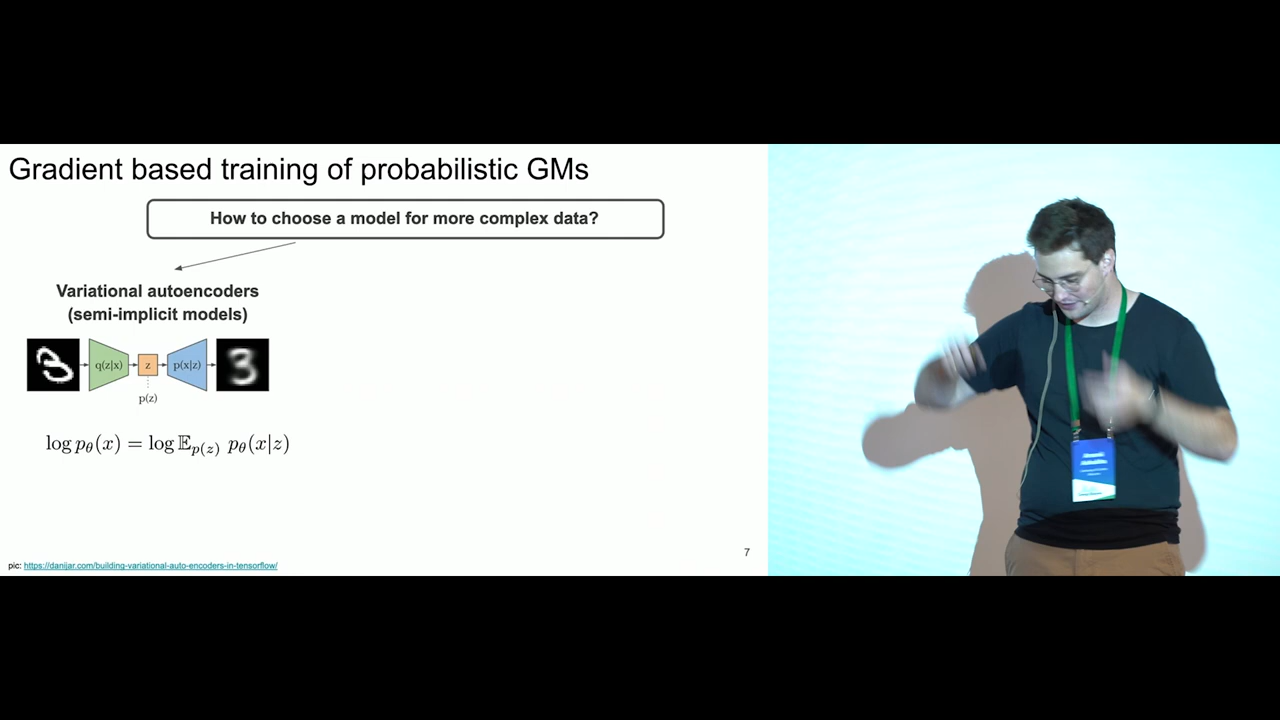 Gradient based training of probabilistic GMs
How to choose a model for more complex data?
Variational autoencoders
(semi-implicit models)
q(z|x)
z
p(x|z)
p(z)
log pθ(x) = log 𝔼p(z) pθ(x|z)
7
pic: https://danijar.com/building-variational-auto-encoders-in-tensorflow/